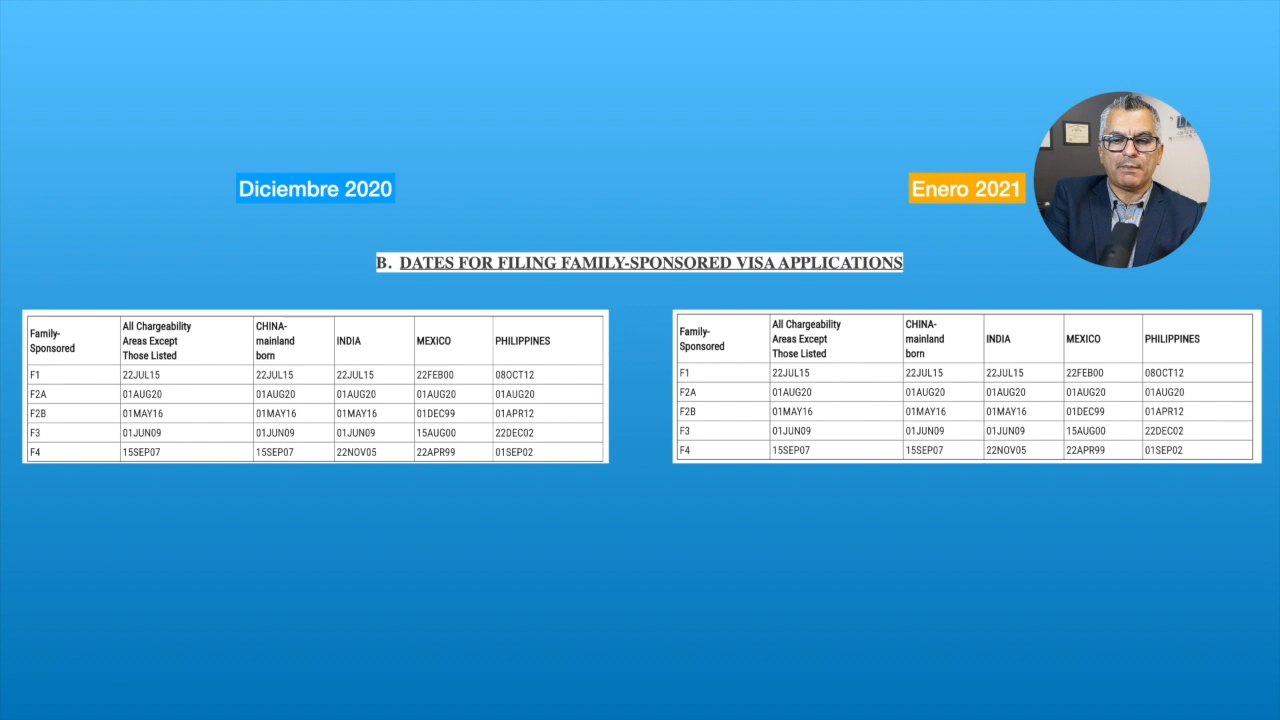 Diciembre 2020
Enero 2021
B. DATES FOR FILING FAMILY-SPONSORED VISA APPLICATIONS
Family-Sponsored All Chargeability Areas Except Those Listed CHINA-mainland born INDIA MEXICO PHILIPPINES
F1 22JUL15 22JUL15 22JUL15 22FEB00 08OCT12
F2A 01AUG20 01AUG20 01AUG20 01AUG20 01AUG20
F2B 01MAY16 01MAY16 01MAY16 01DEC99 01APR12
F3 01JUN09 01JUN09 01JUN09 15AUG00 22DEC02
F4 15SEP07 15SEP07 22NOV05 22APR99 01SEP02
Family-Sponsored All Chargeability Areas Except Those Listed CHINA-mainland born INDIA MEXICO PHILIPPINES
F1 22JUL15 22JUL15 22JUL15 22FEB00 08OCT12
F2A 01AUG20 01AUG20 01AUG20 01AUG20 01AUG20
F2B 01MAY16 01MAY16 01MAY16 01DEC99 01APR12
F3 01JUN09 01JUN09 01JUN09 15AUG00 22DEC02
F4 15SEP07 15SEP07 22NOV05 22APR99 01SEP02